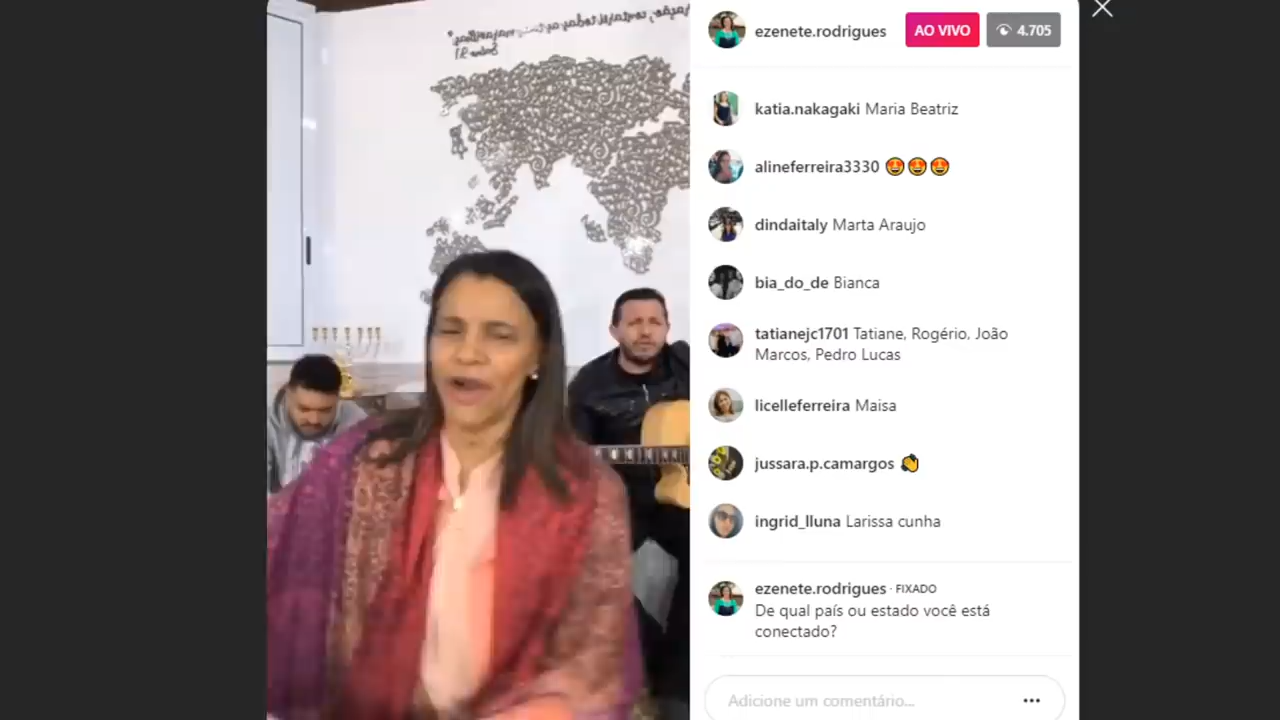 ezenete.rodrigues AO VIVO 4.705
katia.nakagaki Maria Beatriz
alineferreira3330 🤩🤩🤩
dindaitaly Marta Araujo
bia_do_de Bianca
tatianejc1701 Tatiane, Rogério, João
Marcos, Pedro Lucas
licelleferreira Maisa
jussara.p.camargos 👏
ingrid_lluna Larissa cunha
ezenete.rodrigues · FIXADO
De qual país ou estado você está
conectado?
Adicione um comentário...